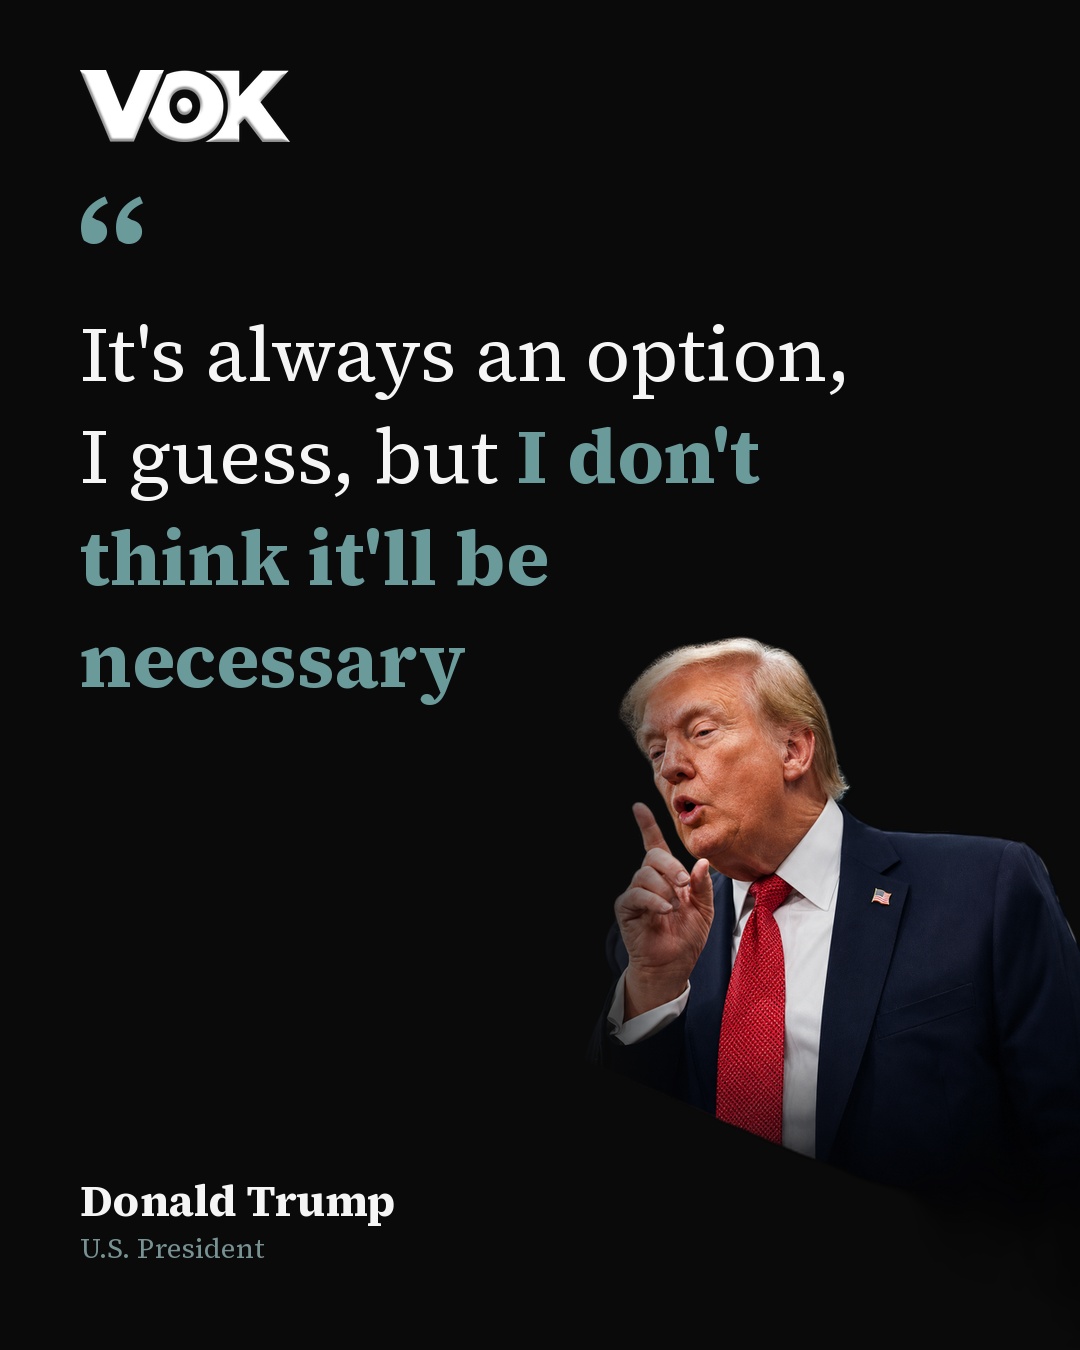 VOK
“
It's always an option,
I guess, but I don't
think it'll be
necessary
Donald Trump
U.S. President